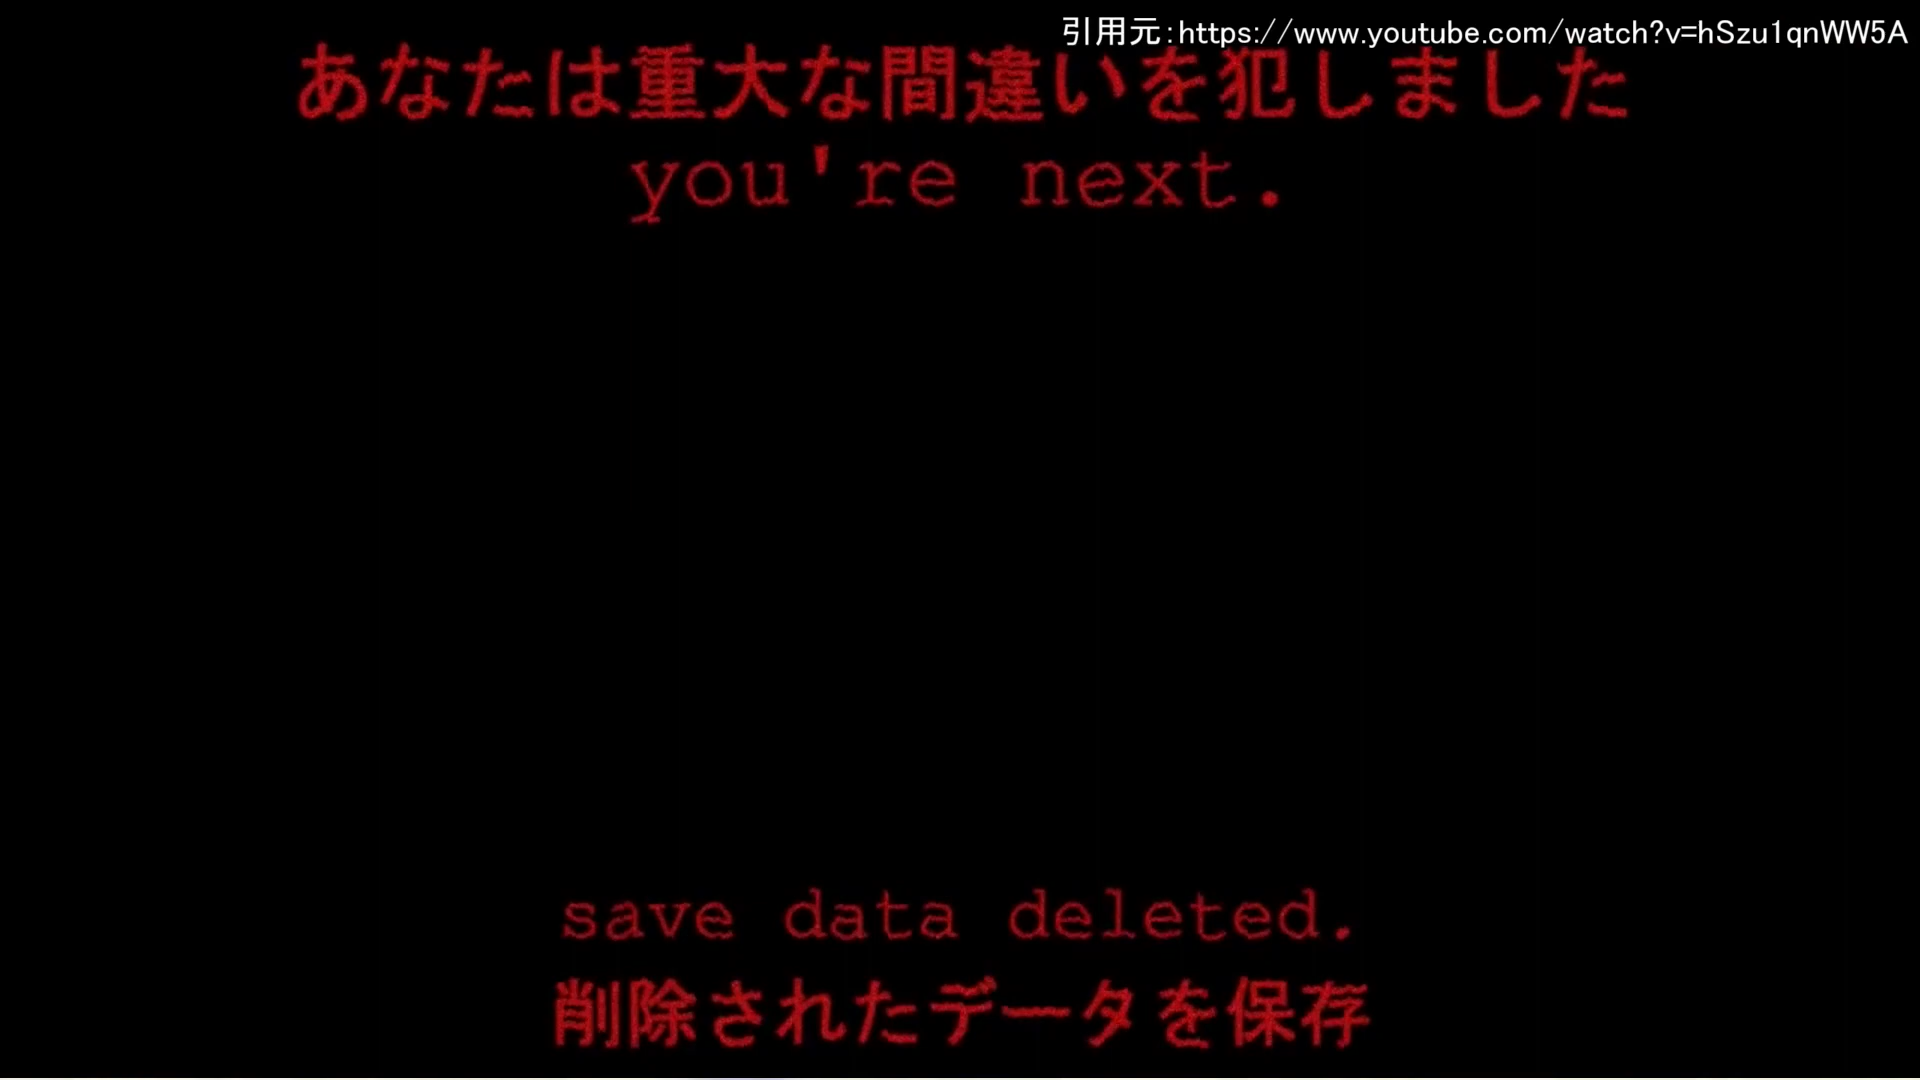 引用元：https://www.youtube.com/watch?v=hSzu1qnWW5A
あなたは重大な間違いを犯しました
you're next.
save data deleted.
削除されたデータを保存